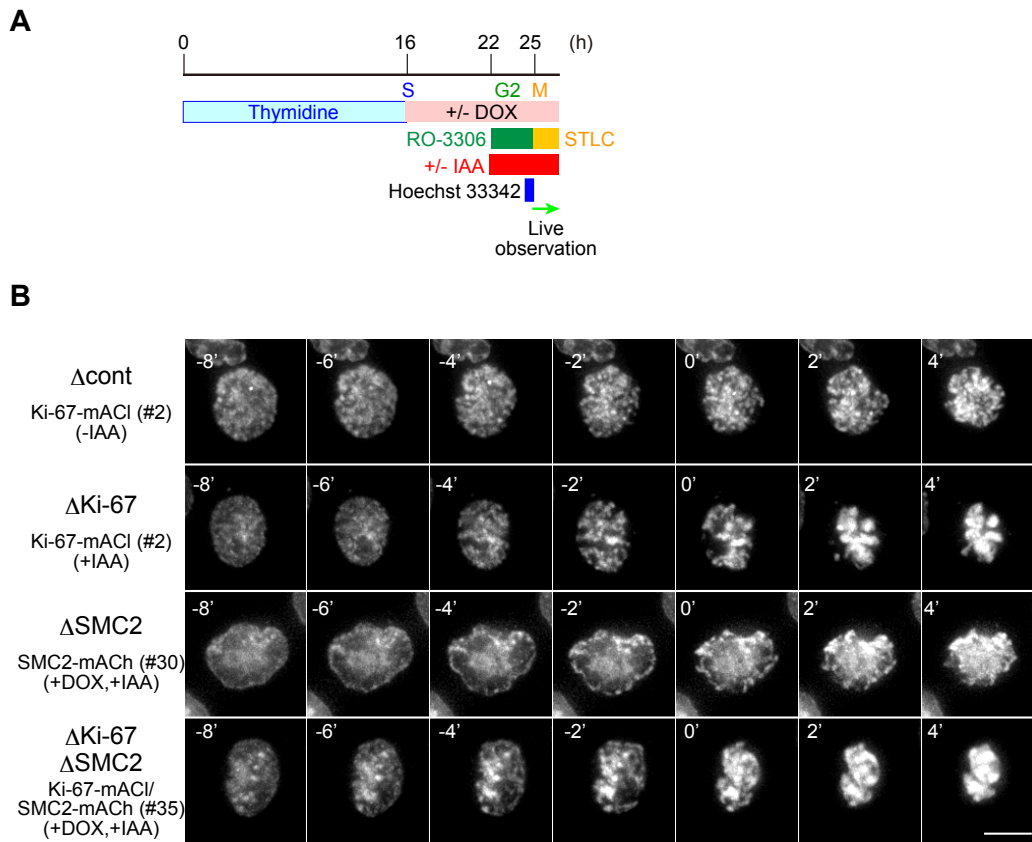 A
0 16 22 25 (h)
S G2 M
Thymidine +/- DOX
RO-3306 STLC
+/- IAA
Hoechst 33342
Live
observation
B
Δcont
Ki-67-mACl (#2)
(-IAA)
-8’ -6’ -4’ -2’ 0’ 2’ 4’
ΔKi-67
Ki-67-mACl (#2)
(+IAA)
-8’ -6’ -4’ -2’ 0’ 2’ 4’
ΔSMC2
SMC2-mACh (#30)
(+DOX,+IAA)
-8’ -6’ -4’ -2’ 0’ 2’ 4’
ΔKi-67
ΔSMC2
Ki-67-mACl/
SMC2-mACh (#35)
(+DOX,+IAA)
-8’ -6’ -4’ -2’ 0’ 2’ 4’